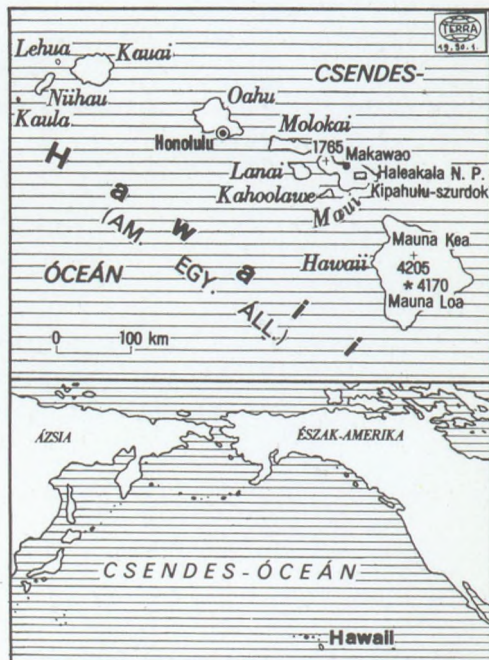 TERRA
19.90.1.
Lehua
Kauai
CSENDES-
Niihau
Oahu
Kaula
Honolulu
Molokai
1765
Makawao
Lanai
Haleakala N. P.
Kahoolawe
Kipahulu-szurdok
Maui
Hawaii
(AM. EGY. ÁLL.)
Mauna Kea
Hawaii
4205
ÓCEÁN
4170
Mauna Loa
0 100 km
ÁZSIA
ÉSZAK-AMERIKA
CSENDES-ÓCEÁN
Hawaii